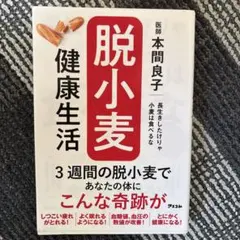 医師 本間良子
長生きしたけりゃ
小麦は食べるな
脱小麦
健康生活
3週間の脱小麦で
あなたの体に
こんな奇跡が
しつこい疲れ
がとれる!
よく眠れる
ようになる!
血糖値、血圧の
数値が改善!
とにかく
健康になる!
アスコム